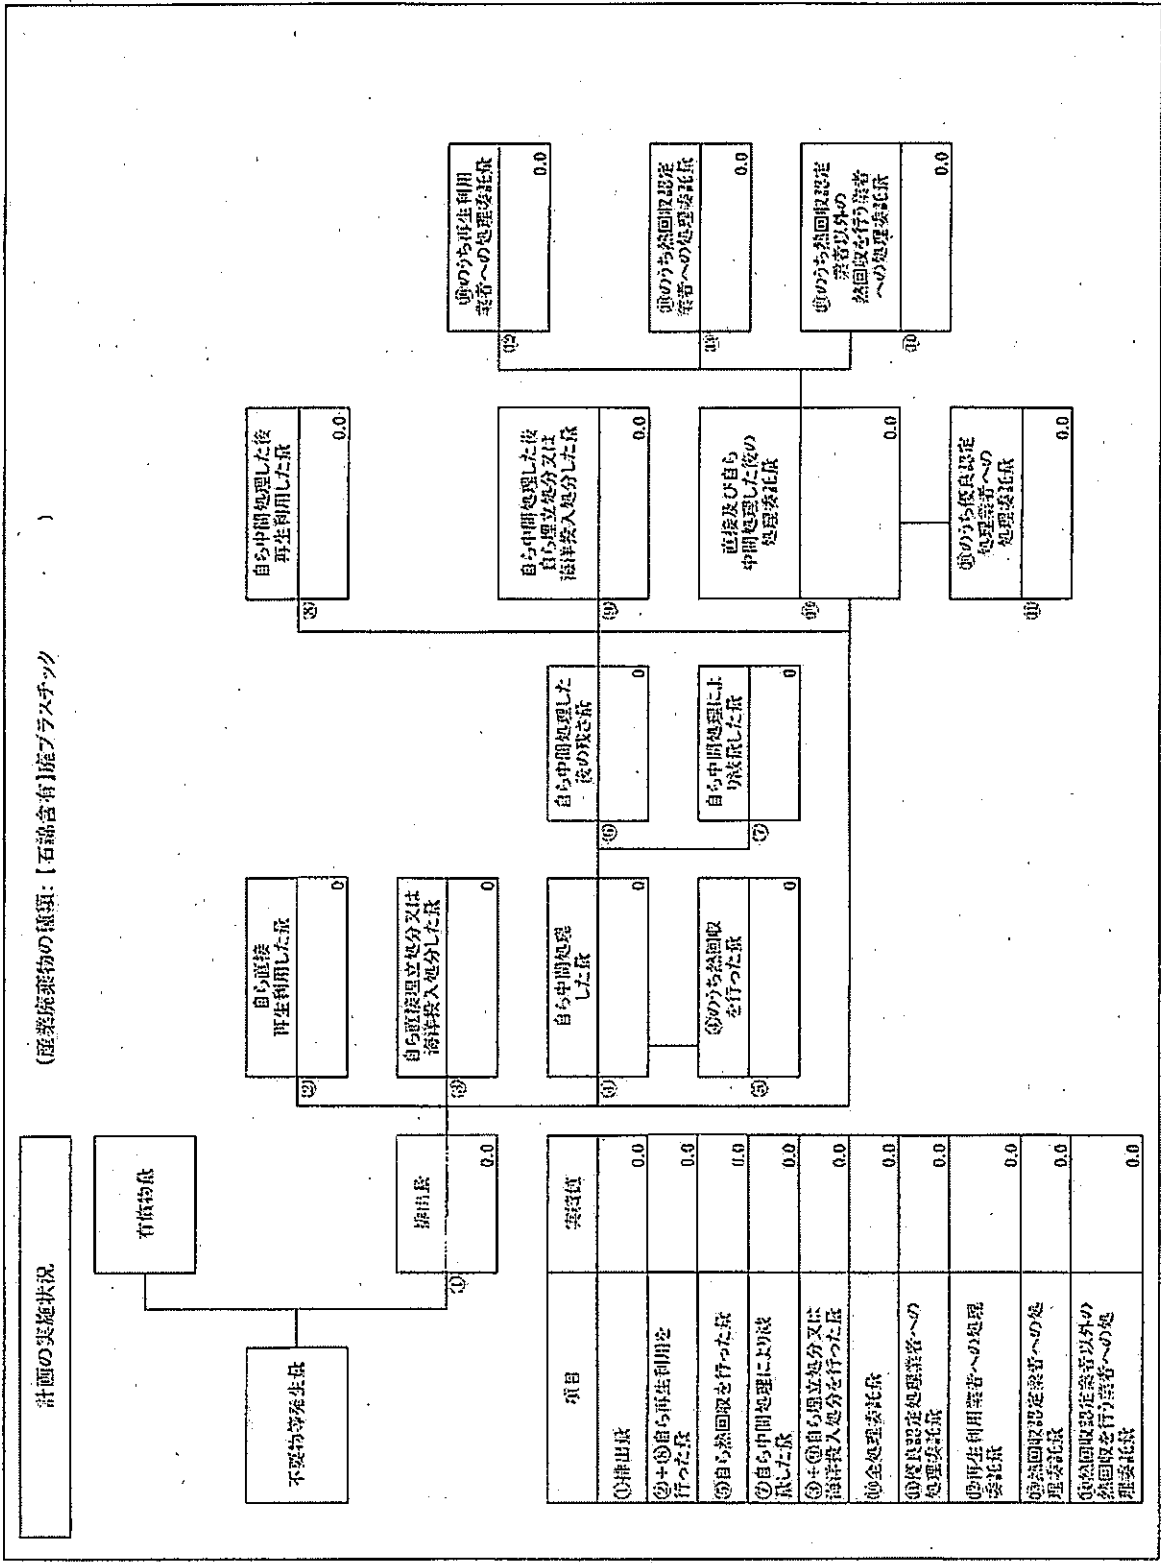 計画の実施状況
(産業廃棄物の種類:【石綿含有】廃プラスチック
)
不要物等発生量
有償物量
①
排出量
0.0
②
自ら直接
再生利用した量
0
③
自ら直接埋立処分又は
海洋投入処分した量
0
④
自ら中間処理
した量
0
⑤
④のうち熱回収
を行った量
0
⑥
自ら中間処理した
後の残さ量
0
⑦
自ら中間処理によ
り減量した量
0
⑧
自ら中間処理した後
再生利用した量
0.0
⑨
自ら中間処理した後
自ら埋立処分又は
海洋投入処分した量
0.0
⑩
直接及び自ら
中間処理した後の
処理委託量
0.0
⑪
⑩のうち優良認定
処理業者への
処理委託量
0.0
⑫
⑩のうち再生利用
業者への処理委託量
0.0
⑬
⑩のうち熱回収認定
業者への処理委託量
0.0
⑭
⑩のうち熱回収認定
業者以外の
熱回収を行う業者
への処理委託量
0.0
項目
実績値
①排出量
0.0
②+⑧自ら再生利用を
行った量
0.0
⑤自ら熱回収を行った量
0.0
⑦自ら中間処理により減
量した量
0.0
③+⑨自ら埋立処分又は
海洋投入処分を行った量
0.0
⑩全処理委託量
0.0
⑪優良認定処理業者への
処理委託量
0.0
⑫再生利用業者への処理
委託量
0.0
⑬熱回収認定業者への処
理委託量
0.0
⑭熱回収認定業者以外の
熱回収を行う業者への処
理委託量
0.0